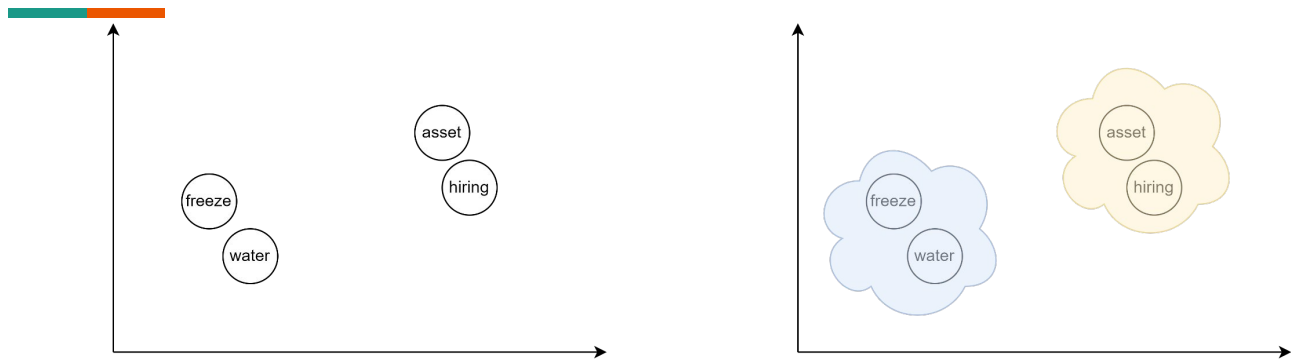 asset
hiring
freeze
water
asset
hiring
freeze
water